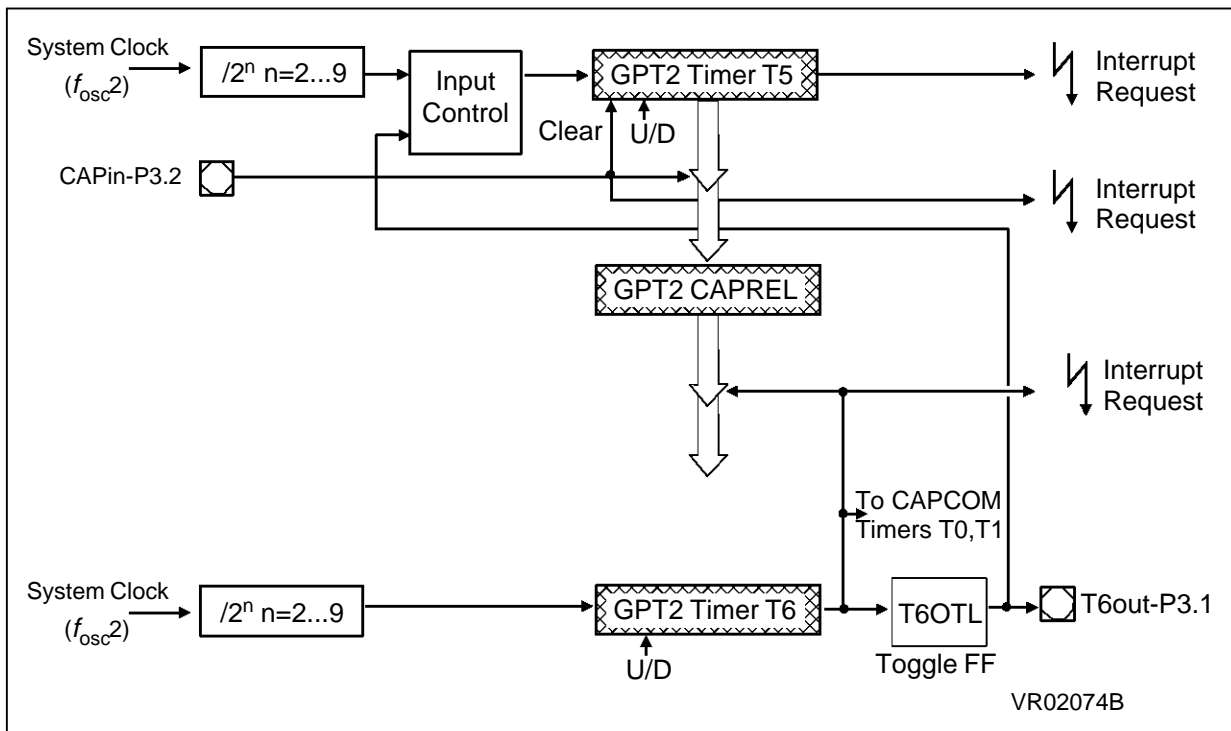 System Clock
(fosc2)
/2ⁿ n=2...9
Input
Control
GPT2 Timer T5
Interrupt
Request
Clear
U/D
CAPin-P3.2
Interrupt
Request
GPT2 CAPREL
Interrupt
Request
To CAPCOM
Timers T0,T1
System Clock
(fosc2)
/2ⁿ n=2...9
GPT2 Timer T6
U/D
T6OTL
Toggle FF
T6out-P3.1
VR02074B